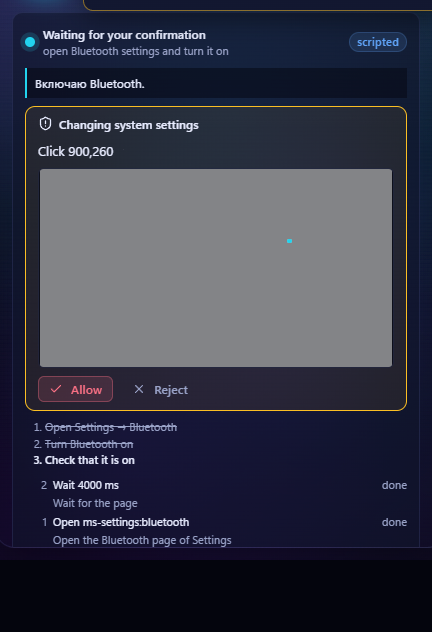 Waiting for your confirmation
open Bluetooth settings and turn it on
scripted
Включаю Bluetooth.
Changing system settings
Click 900,260
Allow
Reject
1. Open Settings → Bluetooth
2. Turn Bluetooth on
3. Check that it is on
2 Wait 4000 ms done
Wait for the page
1 Open ms-settings:bluetooth done
Open the Bluetooth page of Settings